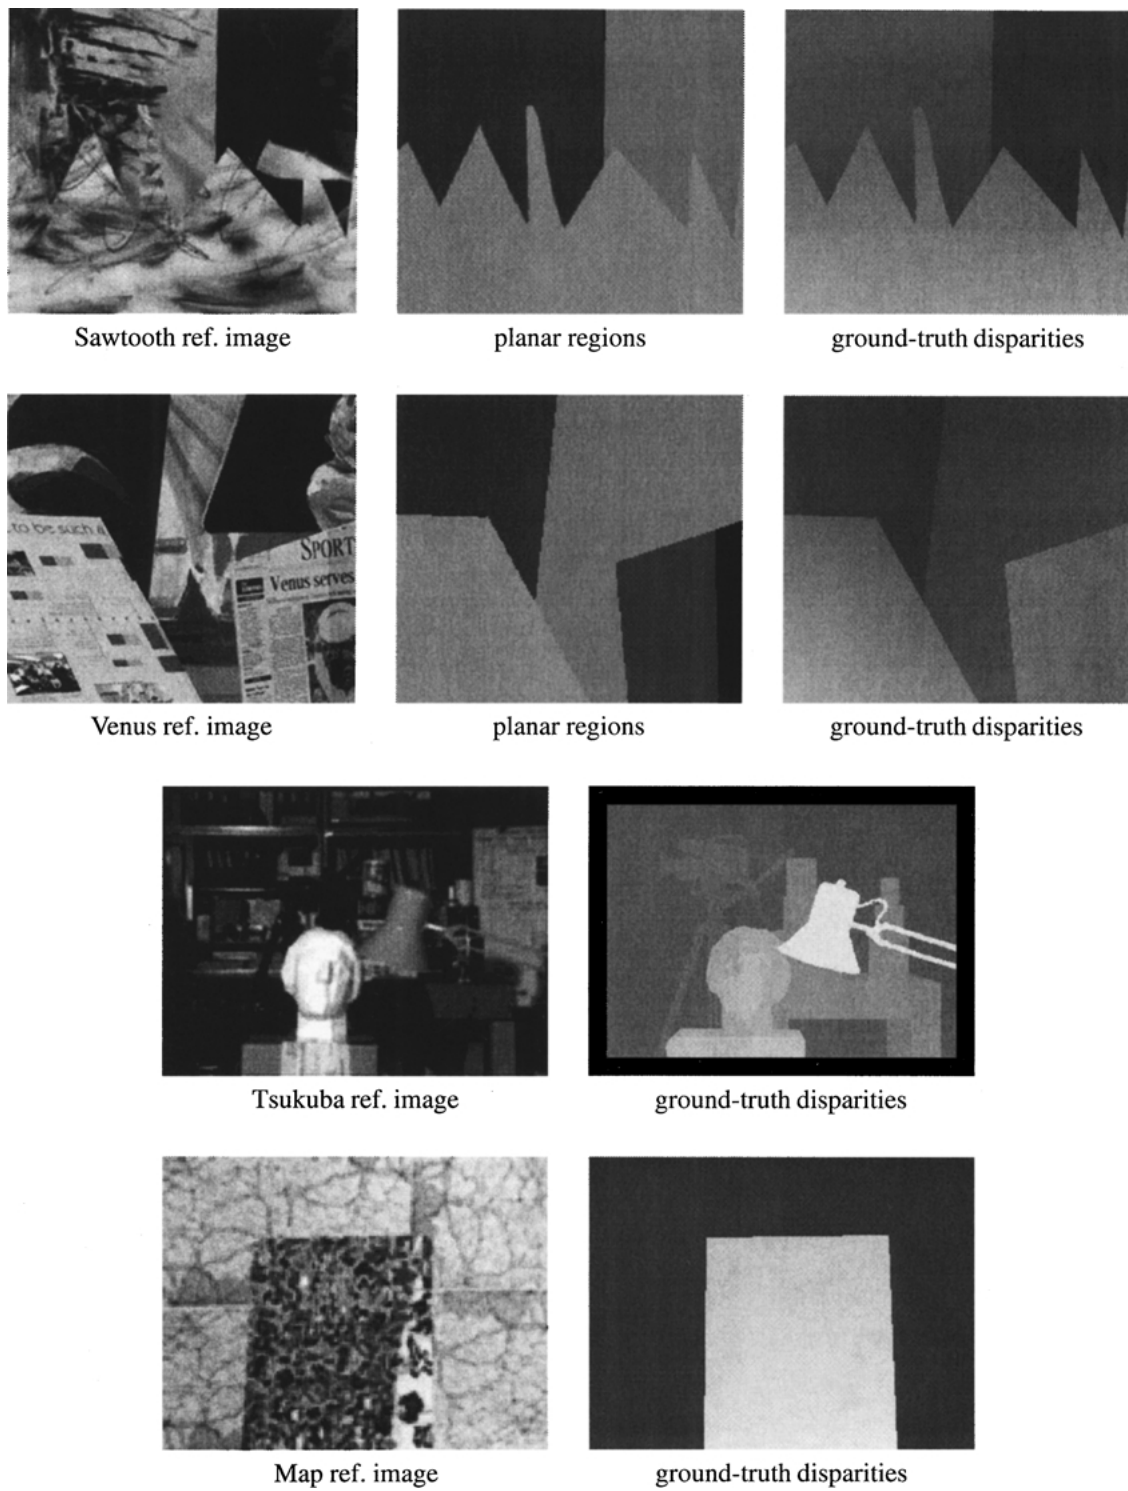 Sawtooth ref. image
planar regions
ground-truth disparities
to be such a
SPORT
Venus serves
Venus ref. image
planar regions
ground-truth disparities
Tsukuba ref. image
ground-truth disparities
Map ref. image
ground-truth disparities